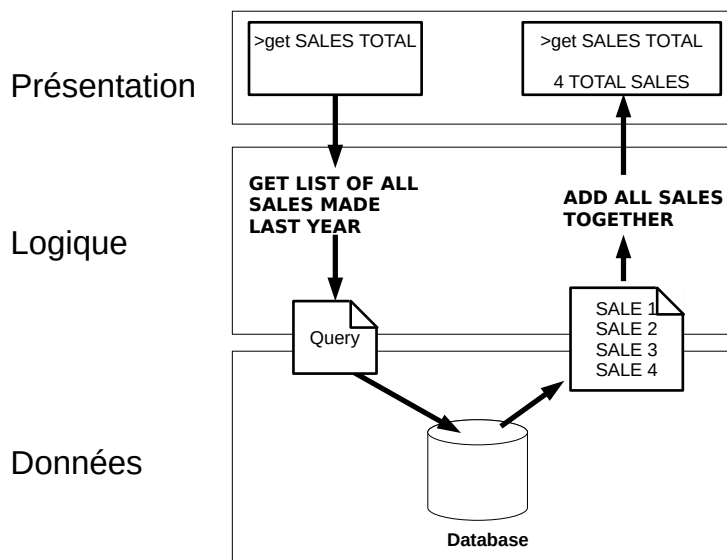 Présentation
>get SALES TOTAL
>get SALES TOTAL
4 TOTAL SALES
Logique
GET LIST OF ALL
SALES MADE
LAST YEAR
ADD ALL SALES
TOGETHER
Query
SALE 1
SALE 2
SALE 3
SALE 4
Données
Database